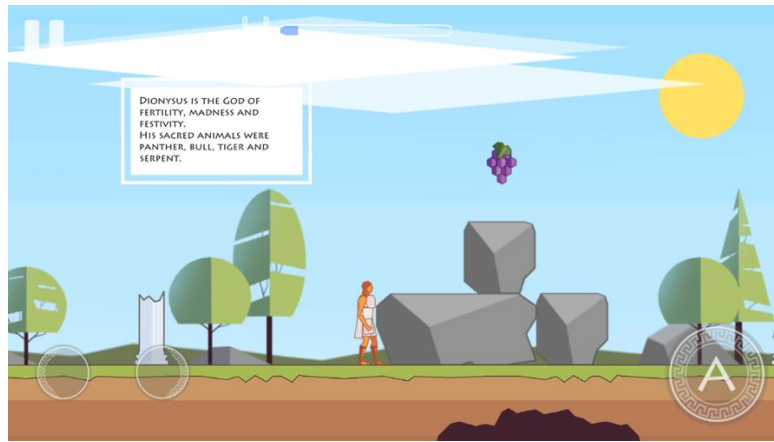 DIONYSUS IS THE GOD OF
FERTILITY, MADNESS AND
FESTIVITY.
HIS SACRED ANIMALS WERE
PANTHER, BULL, TIGER AND
SERPENT.
A